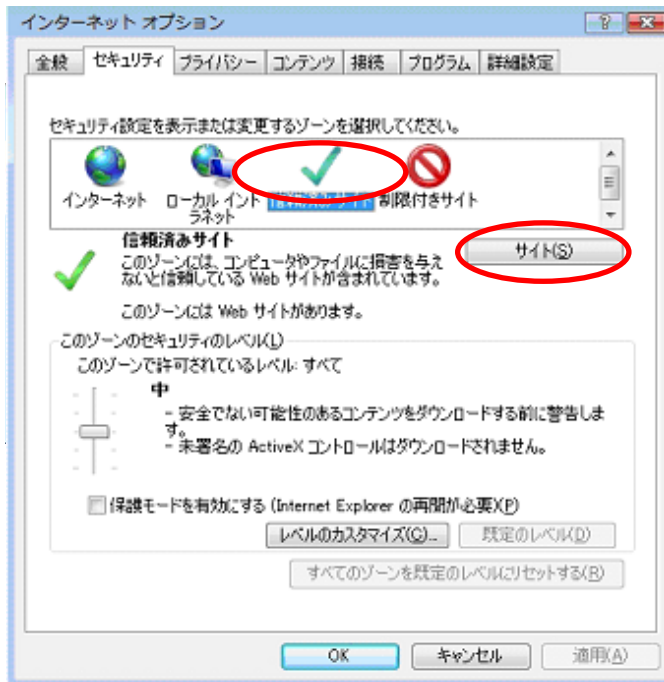 インターネット オプション
全般 セキュリティ プライバシー コンテンツ 接続 プログラム 詳細設定
セキュリティ設定を表示または変更するゾーンを選択してください。
インターネット
ローカル イント
ラネット
信頼済みサイト
制限付きサイト
信頼済みサイト
サイト(S)
このゾーンには、コンピュータやファイルに損害を与え
ないと信頼している Web サイトが含まれています。
このゾーンには Web サイトがあります。
このゾーンのセキュリティのレベル(L)
このゾーンで許可されているレベル: すべて
中
- 安全でない可能性のあるコンテンツをダウンロードする前に警告しま
す。
- 未署名の ActiveX コントロールはダウンロードされません。
保護モードを有効にする (Internet Explorer の再開が必要)(P)
レベルのカスタマイズ(C)... 既定のレベル(D)
すべてのゾーンを既定のレベルにリセットする(R)
OK キャンセル 適用(A)